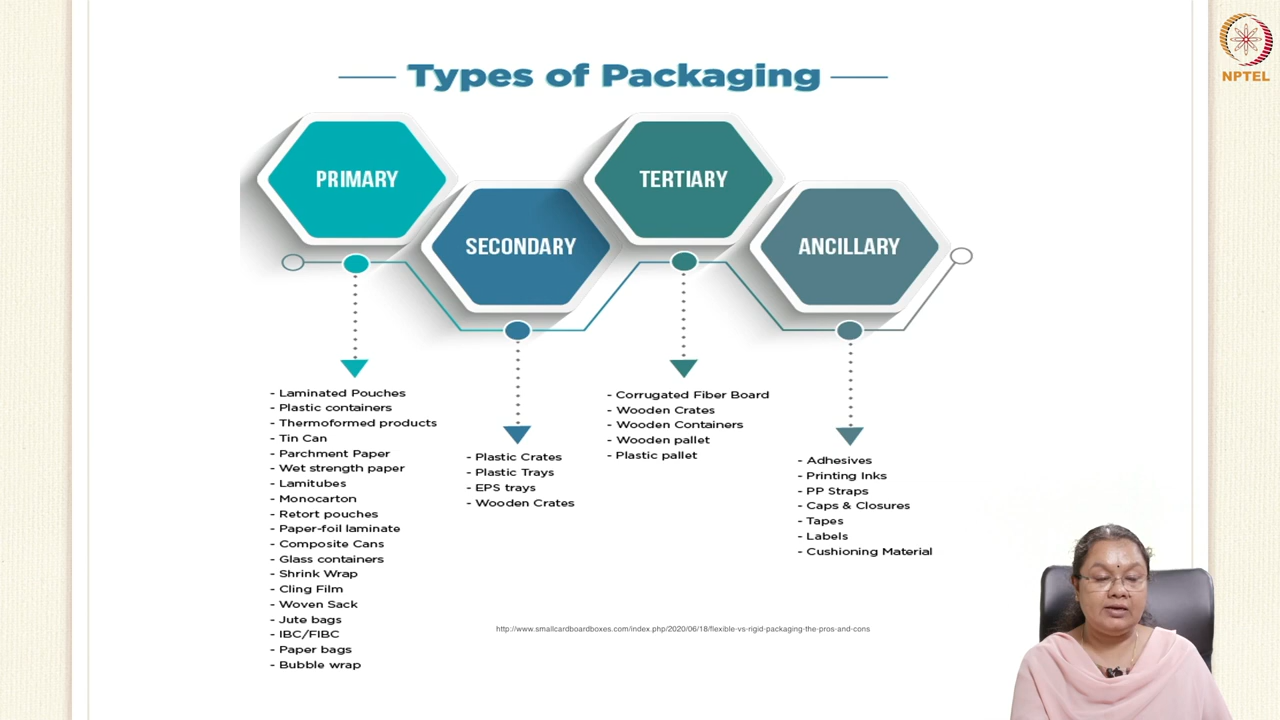 NPTEL
Types of Packaging
PRIMARY
SECONDARY
TERTIARY
ANCILLARY
- Laminated Pouches
- Plastic containers
- Thermoformed products
- Tin Can
- Parchment Paper
- Wet strength paper
- Lamitubes
- Monocarton
- Retort pouches
- Paper-foil laminate
- Composite Cans
- Glass containers
- Shrink Wrap
- Cling Film
- Woven Sack
- Jute bags
- IBC/FIBC
- Paper bags
- Bubble wrap
- Plastic Crates
- Plastic Trays
- EPS trays
- Wooden Crates
- Corrugated Fiber Board
- Wooden Crates
- Wooden Containers
- Wooden pallet
- Plastic pallet
- Adhesives
- Printing Inks
- PP Straps
- Caps & Closures
- Tapes
- Labels
- Cushioning Material
http://www.smallcardboardboxes.com/index.php/2020/06/18/flexible-vs-rigid-packaging-the-pros-and-cons